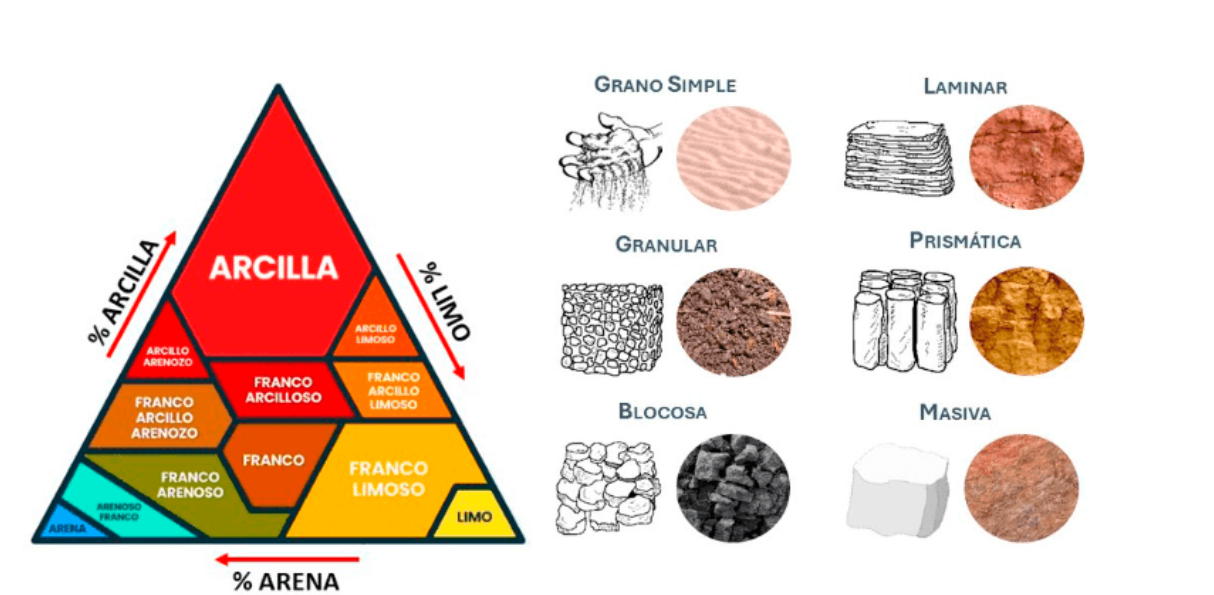 ARCILLA
% ARCILLA
% LIMO
ARCILLO
LIMOSO
ARCILLO
ARENOZO
FRANCO
ARCILLOSO
FRANCO
ARCILLO
LIMOSO
FRANCO
ARCILLO
ARENOZO
FRANCO
FRANCO
LIMOSO
FRANCO
ARENOSO
ARENOSO
FRANCO
ARENA
LIMO
% ARENA
GRANO SIMPLE
LAMINAR
GRANULAR
PRISMÁTICA
BLOCOSA
MASIVA